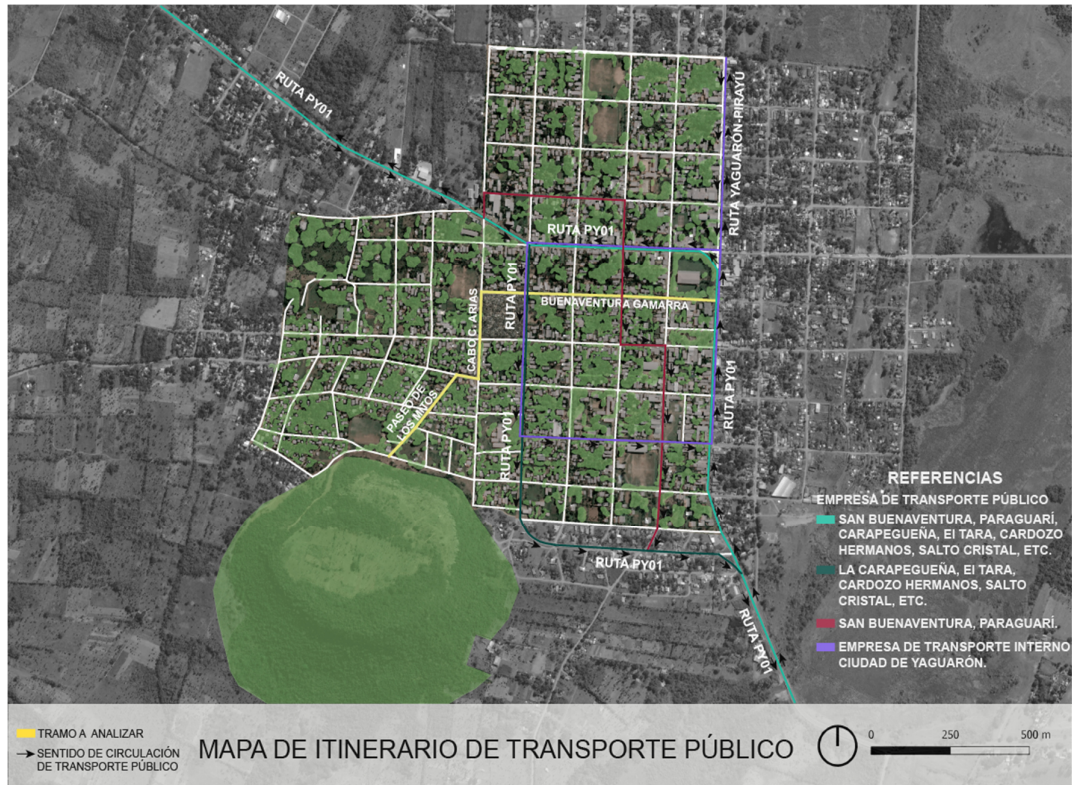 RUTA PY01
RUTA YAGUARÓN-PIRAYÚ
RUTA PY01
RUTA PY01
BUENAVENTURA GAMARRA
CABO C. ARIAS
PASEO DE
LOS MITOS
RUTA PY01
RUTA PY01
RUTA PY01
RUTA PY01
REFERENCIAS
EMPRESA DE TRANSPORTE PÚBLICO
SAN BUENAVENTURA, PARAGUARÍ,
CARAPEGUEÑA, El TARA, CARDOZO
HERMANOS, SALTO CRISTAL, ETC.
LA CARAPEGUEÑA, El TARA,
CARDOZO HERMANOS, SALTO
CRISTAL, ETC.
SAN BUENAVENTURA, PARAGUARÍ.
EMPRESA DE TRANSPORTE INTERNO
CIUDAD DE YAGUARÓN.
TRAMO A ANALIZAR
SENTIDO DE CIRCULACIÓN
DE TRANSPORTE PÚBLICO
MAPA DE ITINERARIO DE TRANSPORTE PÚBLICO
0 250 500 m